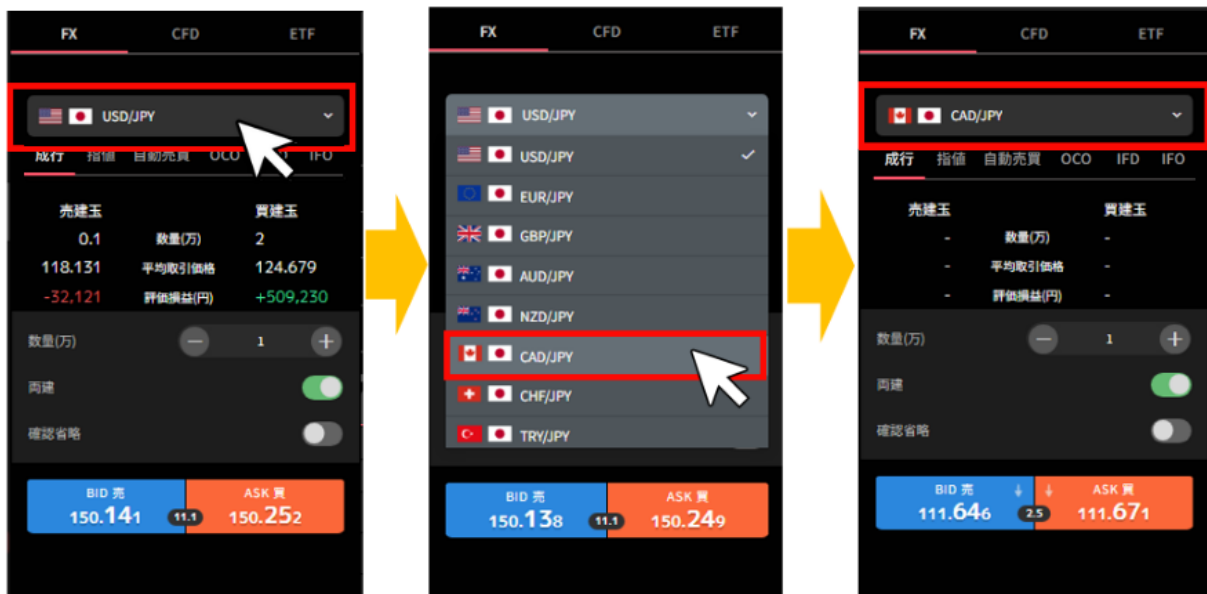 FX CFD ETF
USD/JPY
成行 指値 自動売買 OCO IFO
売建玉 買建玉
0.1 数量(万) 2
118.131 平均取引価格 124.679
-32,121 評価損益(円) +509,230
数量(万) 1
両建
確認省略
BID 売 ASK 買
150.141 11.1 150.252
FX CFD ETF
USD/JPY
USD/JPY
EUR/JPY
GBP/JPY
AUD/JPY
NZD/JPY
CAD/JPY
CHF/JPY
TRY/JPY
BID 売 ASK 買
150.138 11.1 150.249
FX CFD ETF
CAD/JPY
成行 指値 自動売買 OCO IFD IFO
売建玉 買建玉
- 数量(万) -
- 平均取引価格 -
- 評価損益(円) -
数量(万) 1
両建
確認省略
BID 売 ASK 買
111.646 2.5 111.671